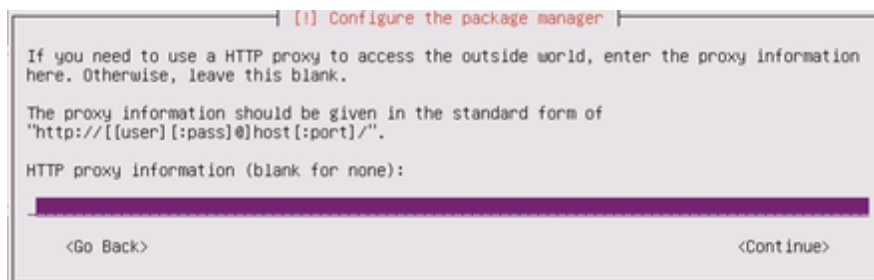 [!] Configure the package manager
If you need to use a HTTP proxy to access the outside world, enter the proxy information
here. Otherwise, leave this blank.
The proxy information should be given in the standard form of
"http://[[user][:pass]@]host[:port]/".
HTTP proxy information (blank for none):
<Go Back>
<Continue>